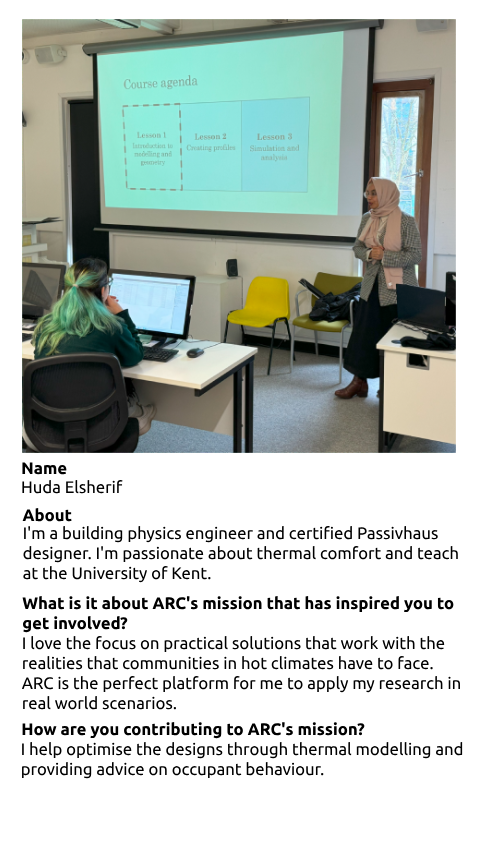 Course agenda
Lesson 1
Introduction to
modelling and
geometry
Lesson 2
Creating profiles
Lesson 3
Simulation and
analysis
Name
Huda Elsherif
About
I'm a building physics engineer and certified Passivhaus
designer. I'm passionate about thermal comfort and teach
at the University of Kent.
What is it about ARC's mission that has inspired you to
get involved?
I love the focus on practical solutions that work with the
realities that communities in hot climates have to face.
ARC is the perfect platform for me to apply my research in
real world scenarios.
How are you contributing to ARC's mission?
I help optimise the designs through thermal modelling and
providing advice on occupant behaviour.